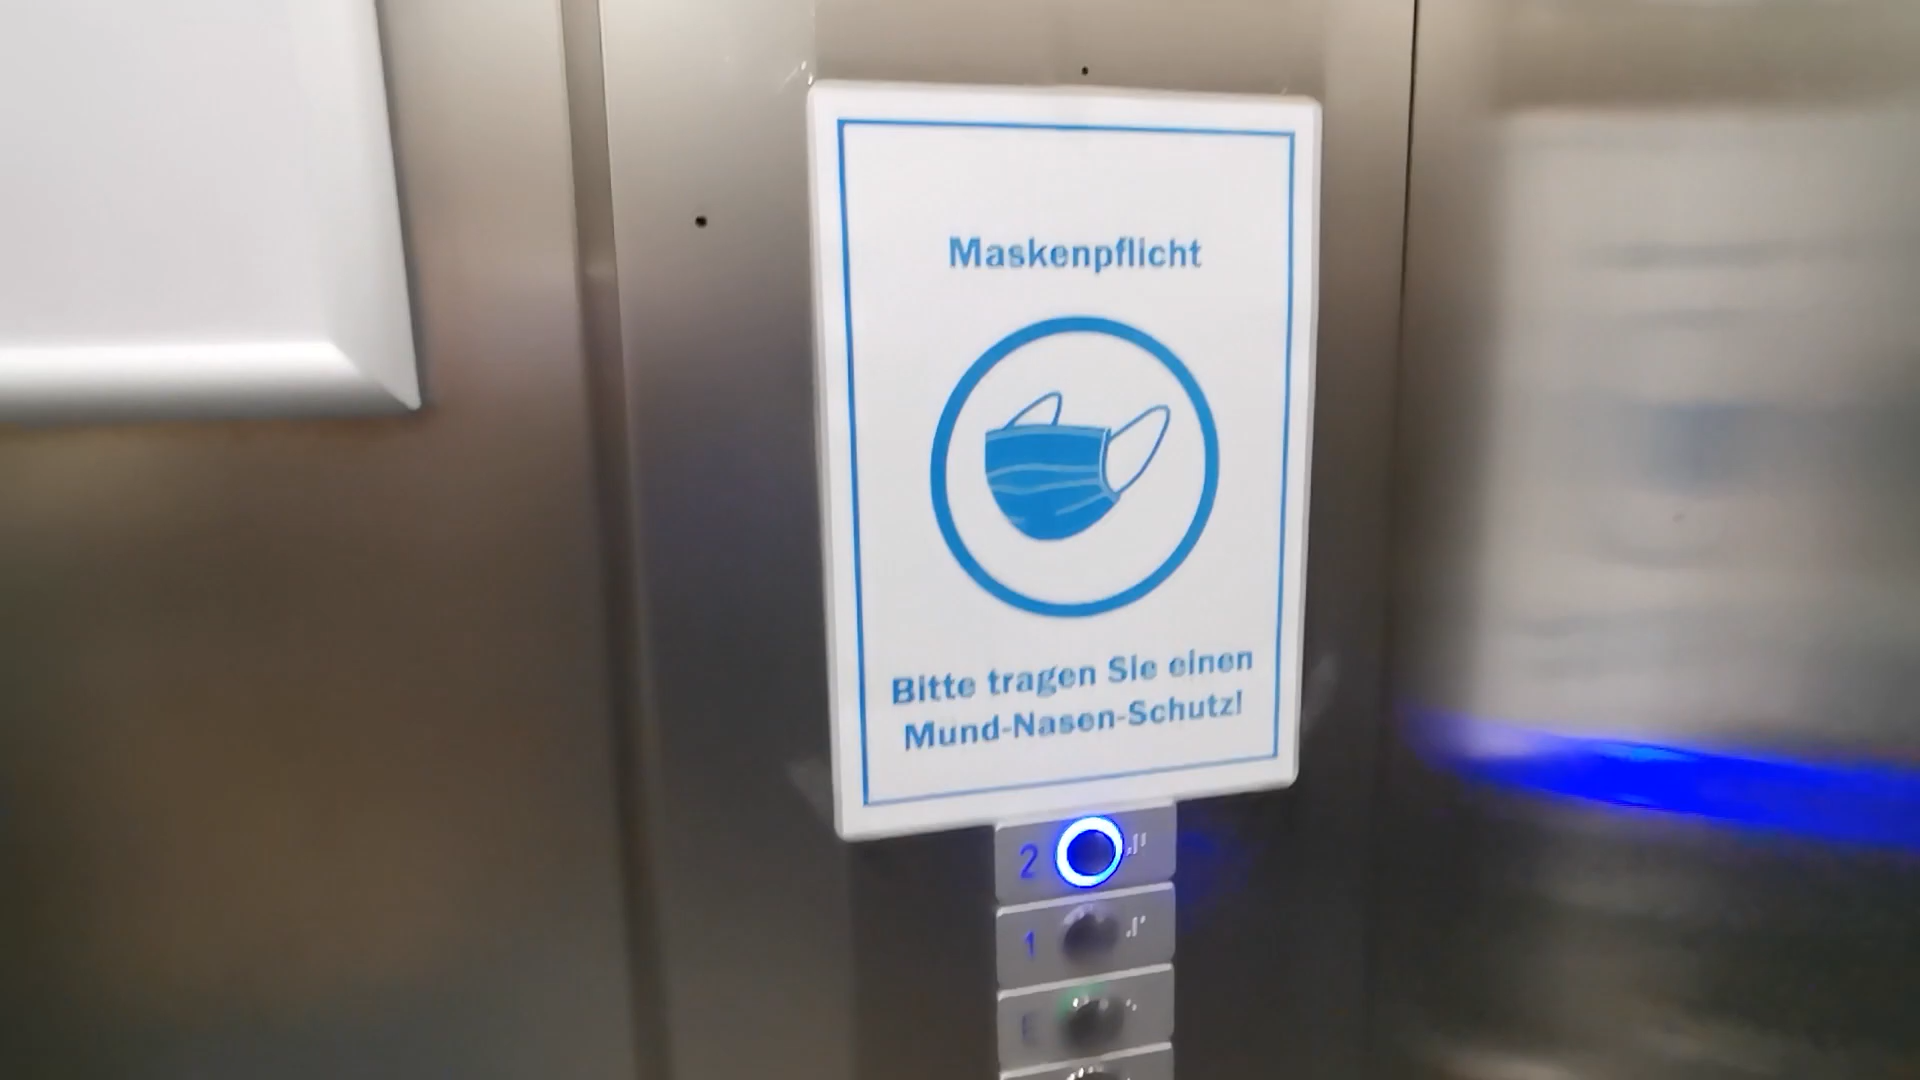 Maskenpflicht
Bitte tragen Sie einen
Mund-Nasen-Schutz!
2
1
E